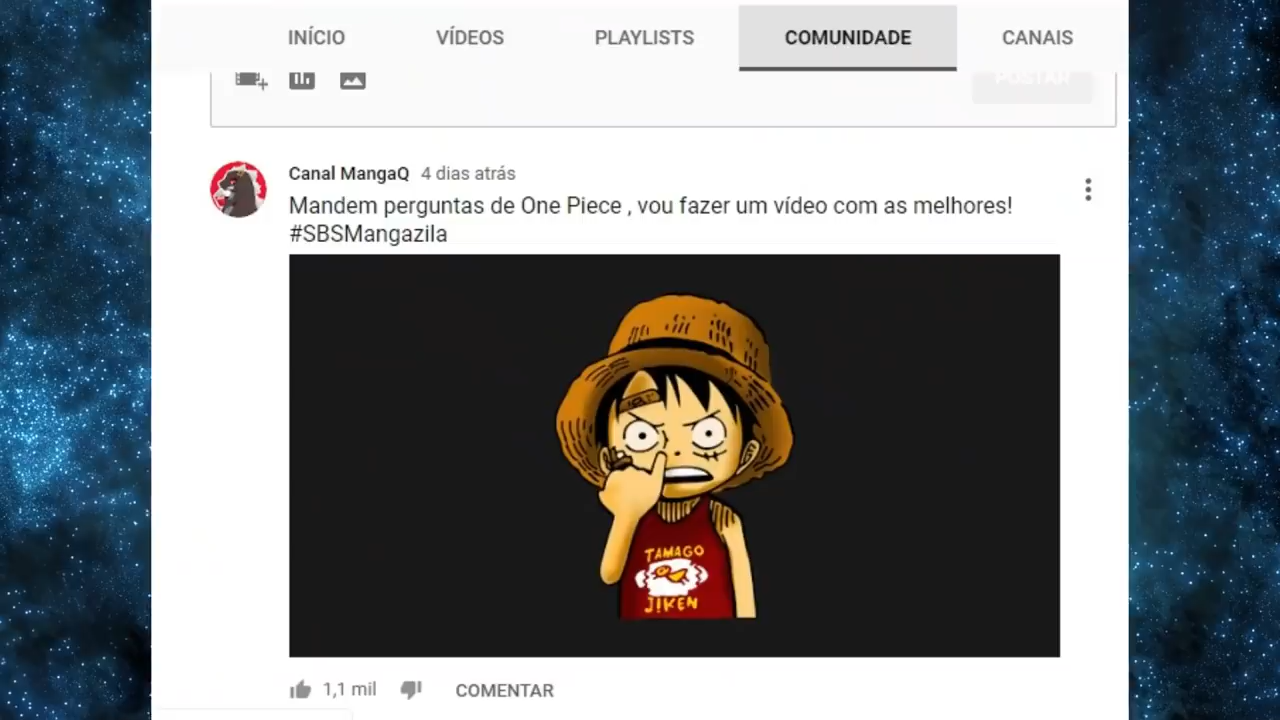 INÍCIO VÍDEOS PLAYLISTS COMUNIDADE CANAIS
POSTAR
Canal MangaQ 4 dias atrás
Mandem perguntas de One Piece , vou fazer um vídeo com as melhores!
#SBSMangazila
TAMAGO
JIKEN
1,1 mil COMENTAR